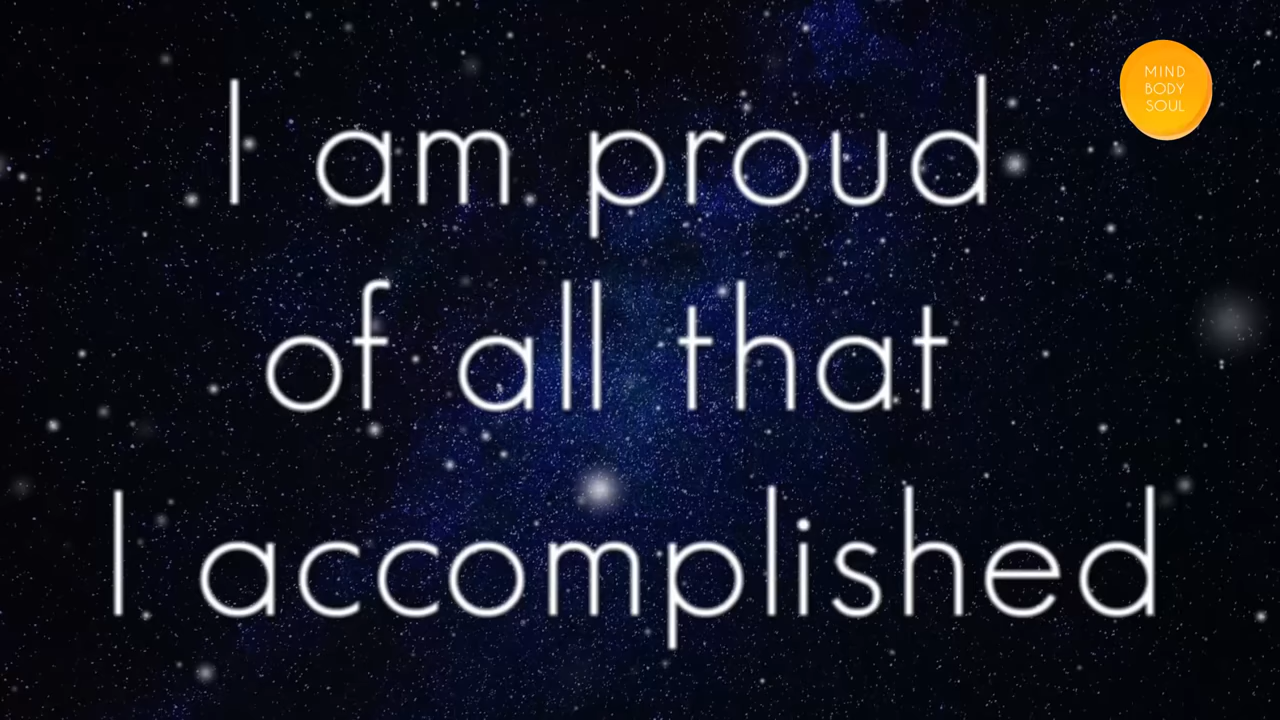 I am proud
of all that
I accomplished
MIND
BODY
SOUL